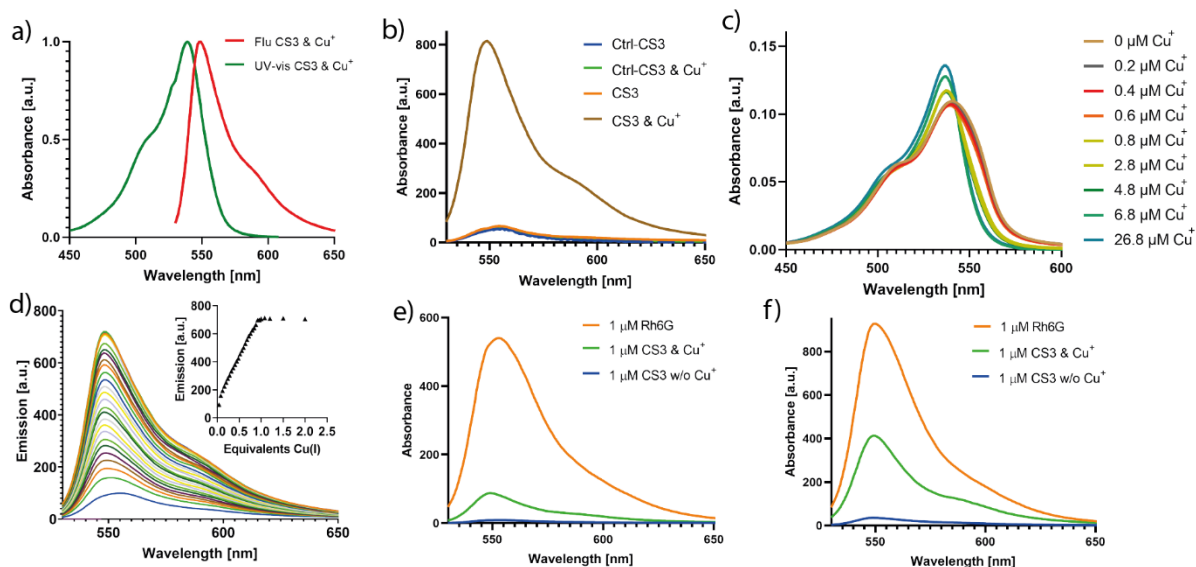 a)
Flu CS3 & Cu⁺
UV-vis CS3 & Cu⁺
Absorbance [a.u.]
1.0
0.5
0.0
450 500 550 600 650
Wavelength [nm]
b)
Ctrl-CS3
Ctrl-CS3 & Cu⁺
CS3
CS3 & Cu⁺
Absorbance [a.u.]
800
600
400
200
0
550 600 650
Wavelength [nm]
c)
0 µM Cu⁺
0.2 µM Cu⁺
0.4 µM Cu⁺
0.6 µM Cu⁺
0.8 µM Cu⁺
2.8 µM Cu⁺
4.8 µM Cu⁺
6.8 µM Cu⁺
26.8 µM Cu⁺
Absorbance [a.u.]
0.15
0.10
0.05
0.00
450 500 550 600
Wavelength [nm]
d)
Emission [a.u.]
800
700
600
500
400
300
200
100
0
550 600 650
Wavelength [nm]
Emission [a.u.]
800
700
600
500
400
300
200
100
0
0.0 0.5 1.0 1.5 2.0 2.5
Equivalents Cu(I)
e)
1 µM Rh6G
1 µM CS3 & Cu⁺
1 µM CS3 w/o Cu⁺
Absorbance
600
400
200
0
550 600 650
Wavelength [nm]
f)
1 µM Rh6G
1 µM CS3 & Cu⁺
1 µM CS3 w/o Cu⁺
Absorbance [a.u.]
800
600
400
200
0
550 600 650
Wavelength [nm]